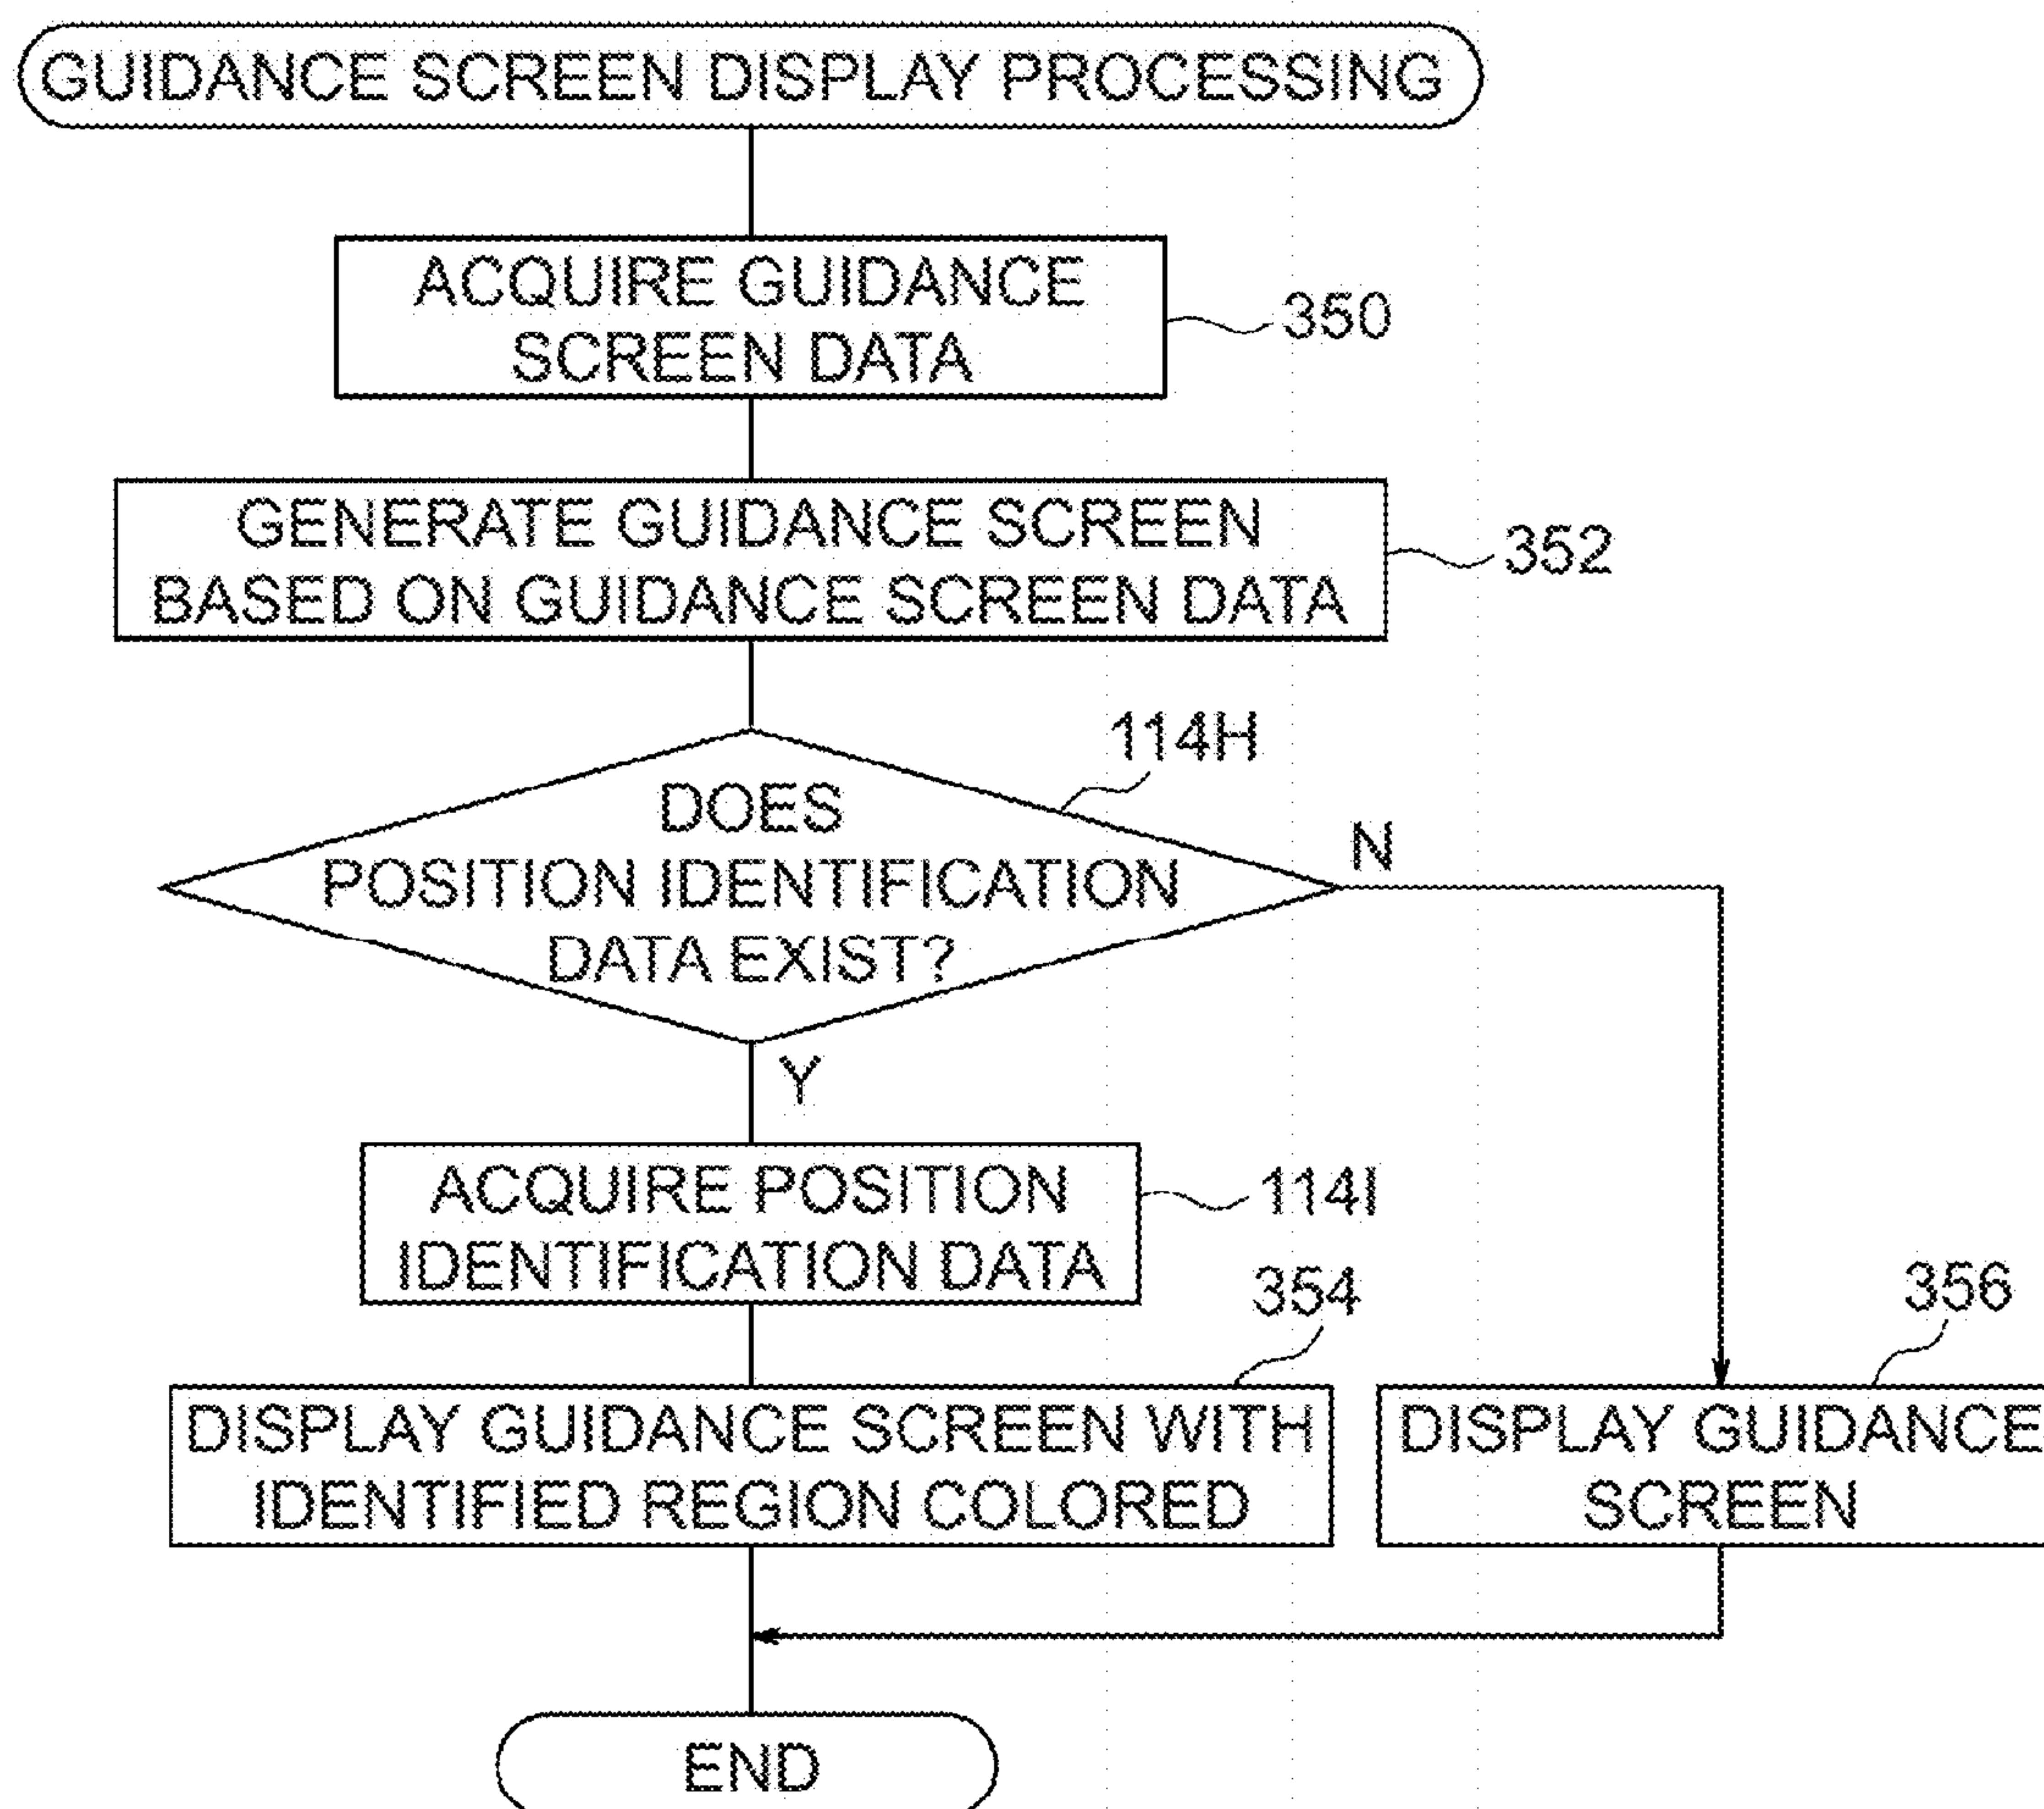 GUIDANCE SCREEN DISPLAY PROCESSING
ACQUIRE GUIDANCE
SCREEN DATA
350
GENERATE GUIDANCE SCREEN
BASED ON GUIDANCE SCREEN DATA
352
114H
DOES
POSITION IDENTIFICATION
DATA EXIST?
N
Y
ACQUIRE POSITION
IDENTIFICATION DATA
114I
354
DISPLAY GUIDANCE SCREEN WITH
IDENTIFIED REGION COLORED
356
DISPLAY GUIDANCE
SCREEN
END